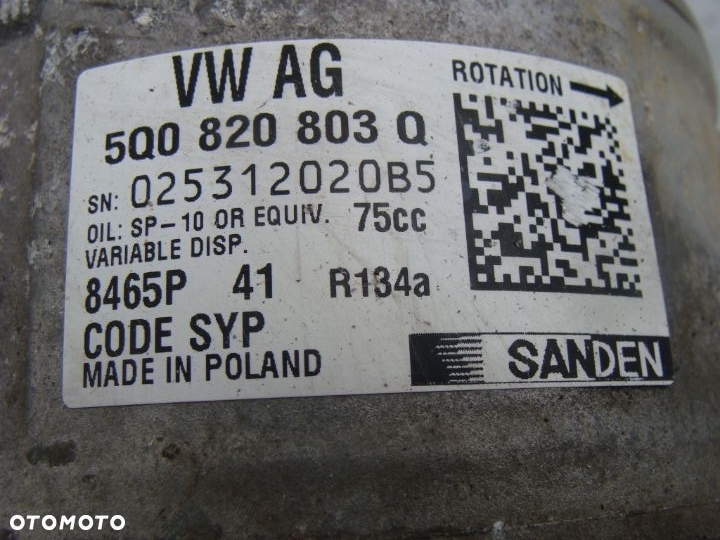 VW AG
ROTATION
5Q0 820 803 Q
SN: 025312020B5
OIL: SP-10 OR EQUIV. 75cc
VARIABLE DISP.
8465P 41 R134a
CODE SYP
MADE IN POLAND
SANDEN
OTOMOTO